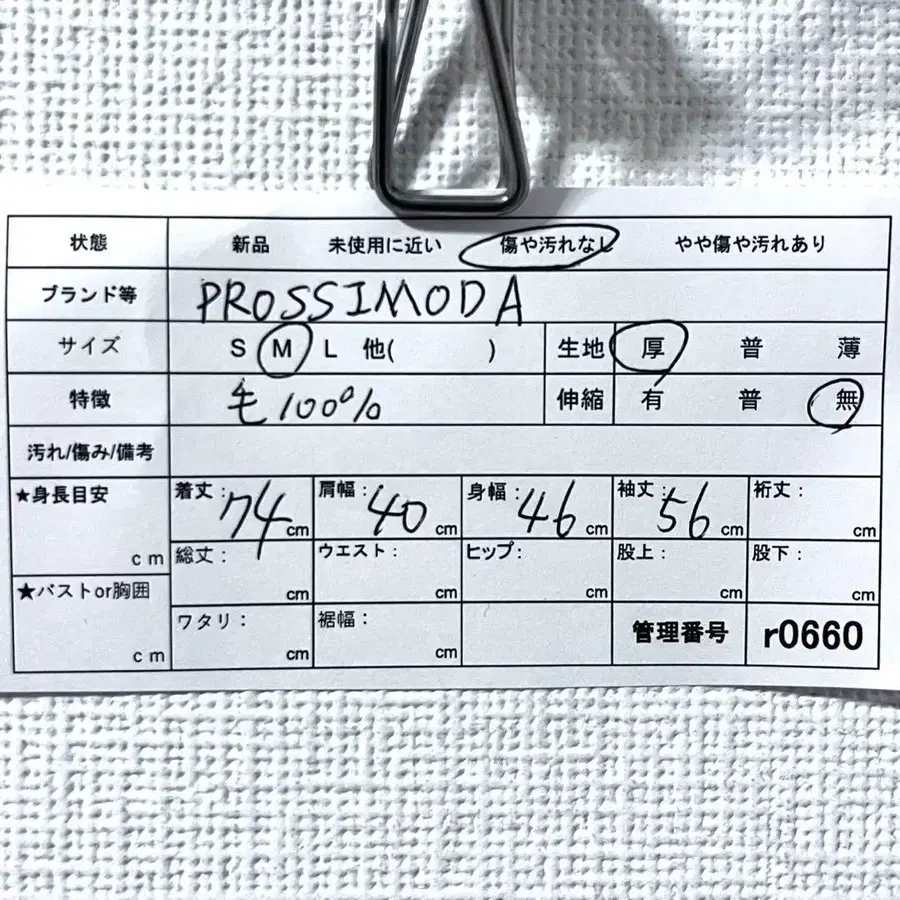 状態 新品 未使用に近い 傷や汚れなし やや傷や汚れあり
ブランド等 PROSSIMODA
サイズ S M L 他( ) 生地 厚 普 薄
特徴 毛100% 伸縮 有 普 無
汚れ/傷み/備考
★身長目安 cm 着丈: 74 cm 肩幅: 40 cm 身幅: 46 cm 袖丈: 56 cm 裄丈: cm
総丈: cm ウエスト: cm ヒップ: cm 股上: cm 股下: cm
★バストor胸囲 cm ワタリ: cm 裾幅: cm 管理番号 r0660